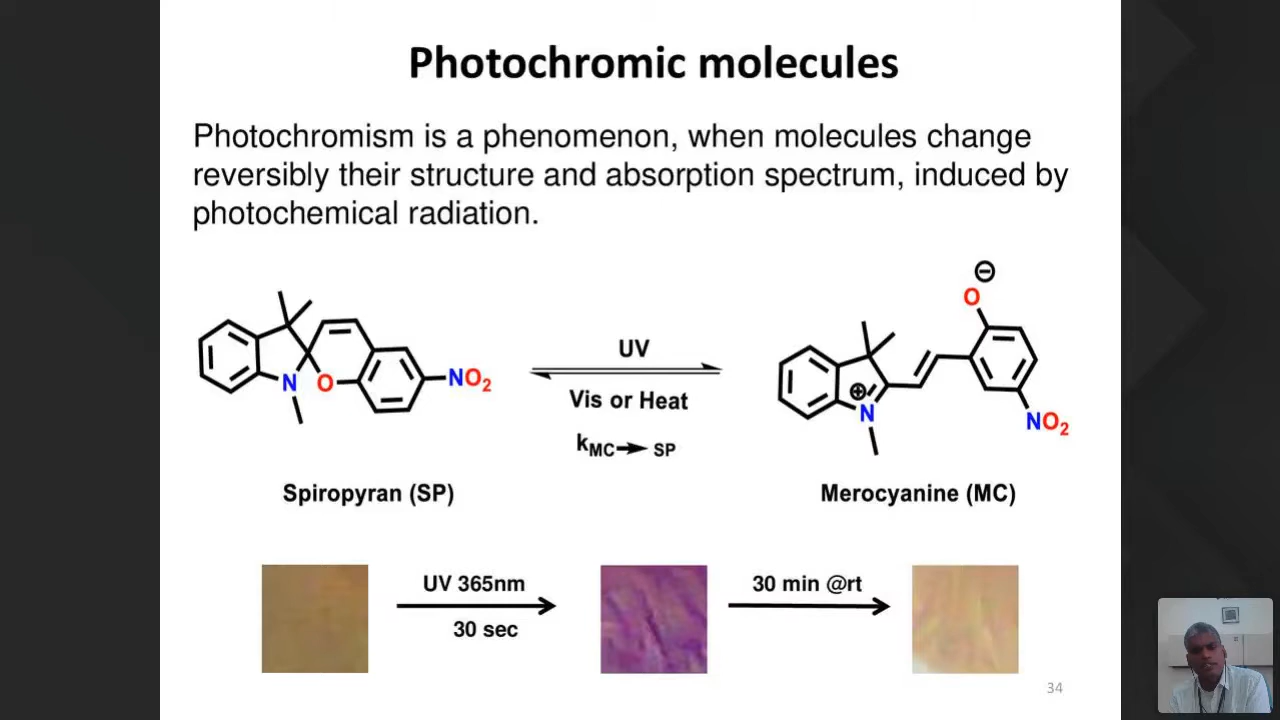 Photochromic molecules
Photochromism is a phenomenon, when molecules change
reversibly their structure and absorption spectrum, induced by
photochemical radiation.
N
O
NO2
UV
Vis or Heat
kMC→ SP
⊖
O
⊕
N
NO2
Spiropyran (SP)
Merocyanine (MC)
UV 365nm
30 sec
30 min @rt
34